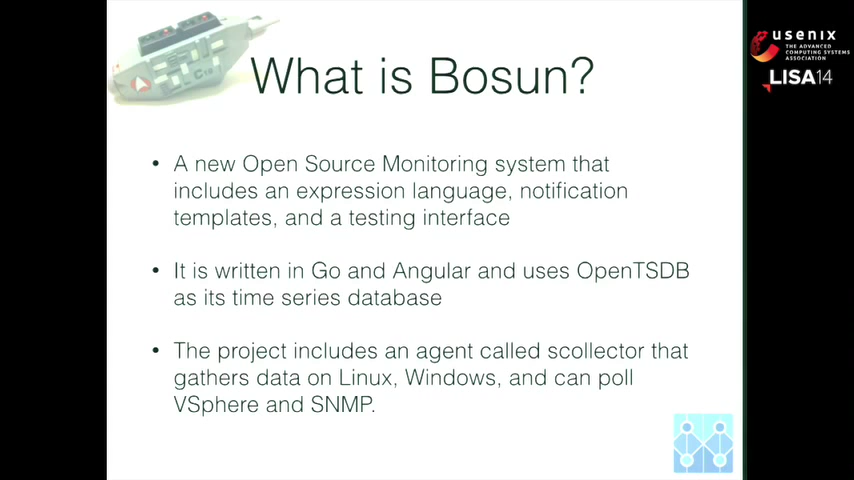 What is Bosun?
• A new Open Source Monitoring system that
includes an expression language, notification
templates, and a testing interface
• It is written in Go and Angular and uses OpenTSDB
as its time series database
• The project includes an agent called scollector that
gathers data on Linux, Windows, and can poll
VSphere and SNMP.
usenix
THE ADVANCED
COMPUTING SYSTEMS
ASSOCIATION
LISA14